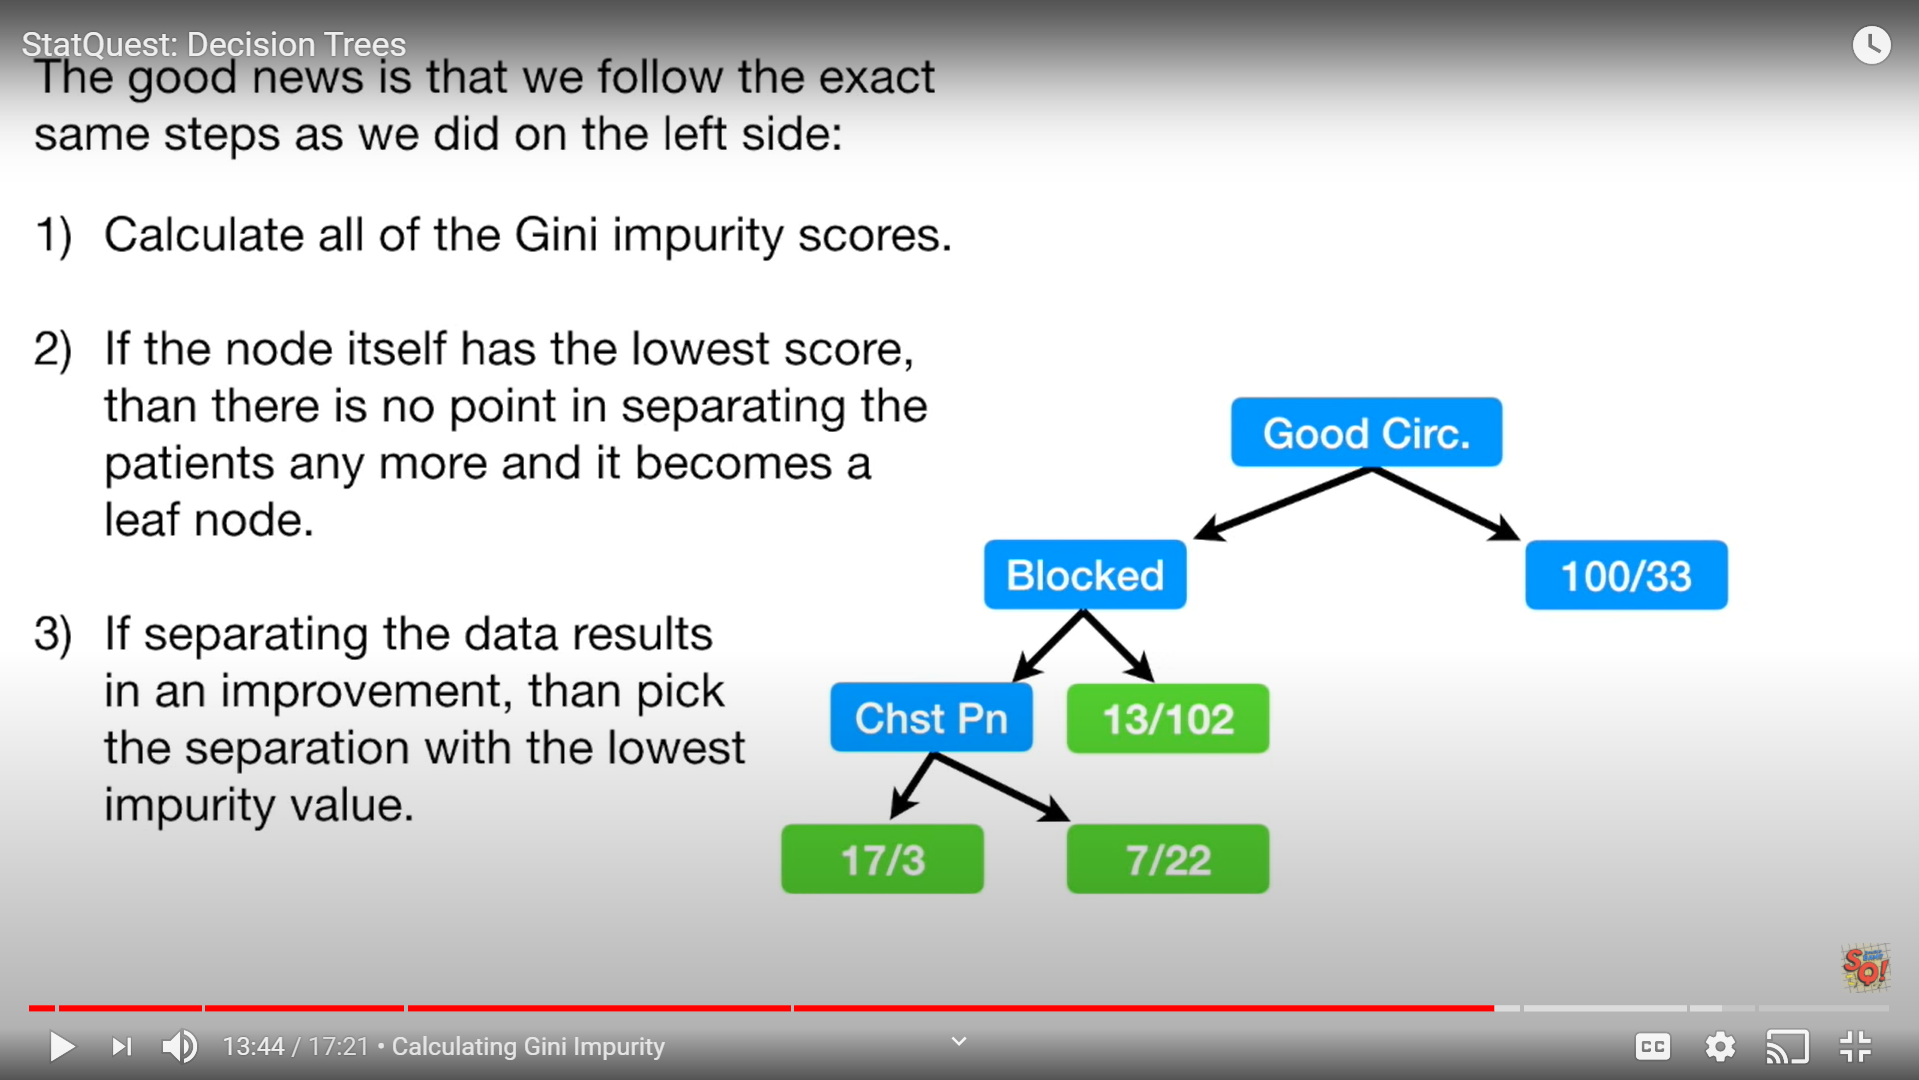 StatQuest: Decision Trees
The good news is that we follow the exact
same steps as we did on the left side:
1) Calculate all of the Gini impurity scores.
2) If the node itself has the lowest score,
than there is no point in separating the
patients any more and it becomes a
leaf node.
3) If separating the data results
in an improvement, than pick
the separation with the lowest
impurity value.
Good Circ.
Blocked
100/33
Chst Pn
13/102
17/3
7/22
SQ!
13:44 / 17:21 • Calculating Gini Impurity
CC